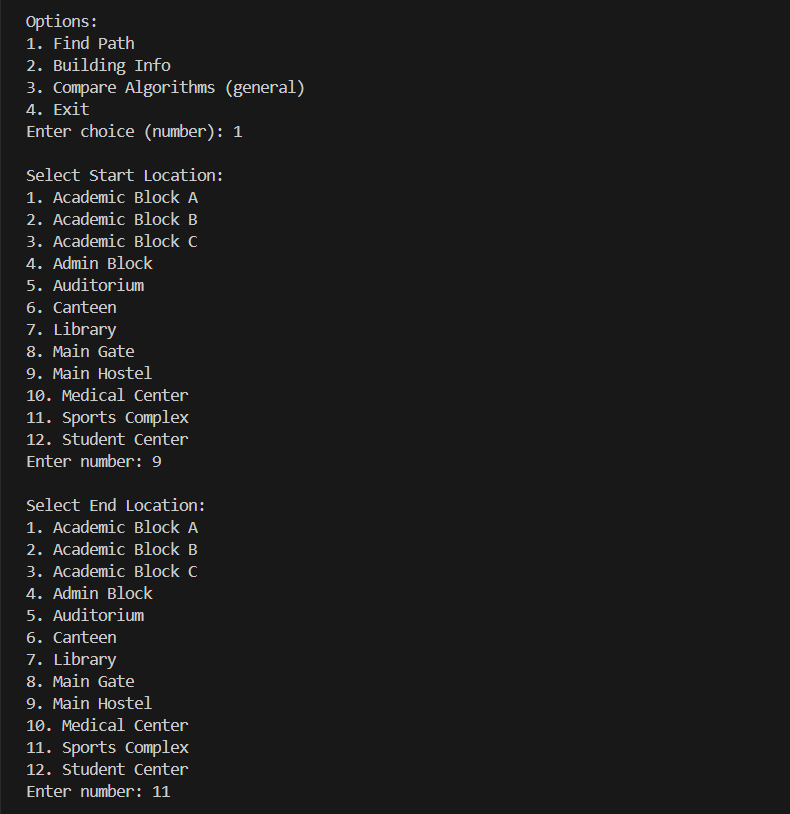 Options:
1. Find Path
2. Building Info
3. Compare Algorithms (general)
4. Exit
Enter choice (number): 1
Select Start Location:
1. Academic Block A
2. Academic Block B
3. Academic Block C
4. Admin Block
5. Auditorium
6. Canteen
7. Library
8. Main Gate
9. Main Hostel
10. Medical Center
11. Sports Complex
12. Student Center
Enter number: 9
Select End Location:
1. Academic Block A
2. Academic Block B
3. Academic Block C
4. Admin Block
5. Auditorium
6. Canteen
7. Library
8. Main Gate
9. Main Hostel
10. Medical Center
11. Sports Complex
12. Student Center
Enter number: 11